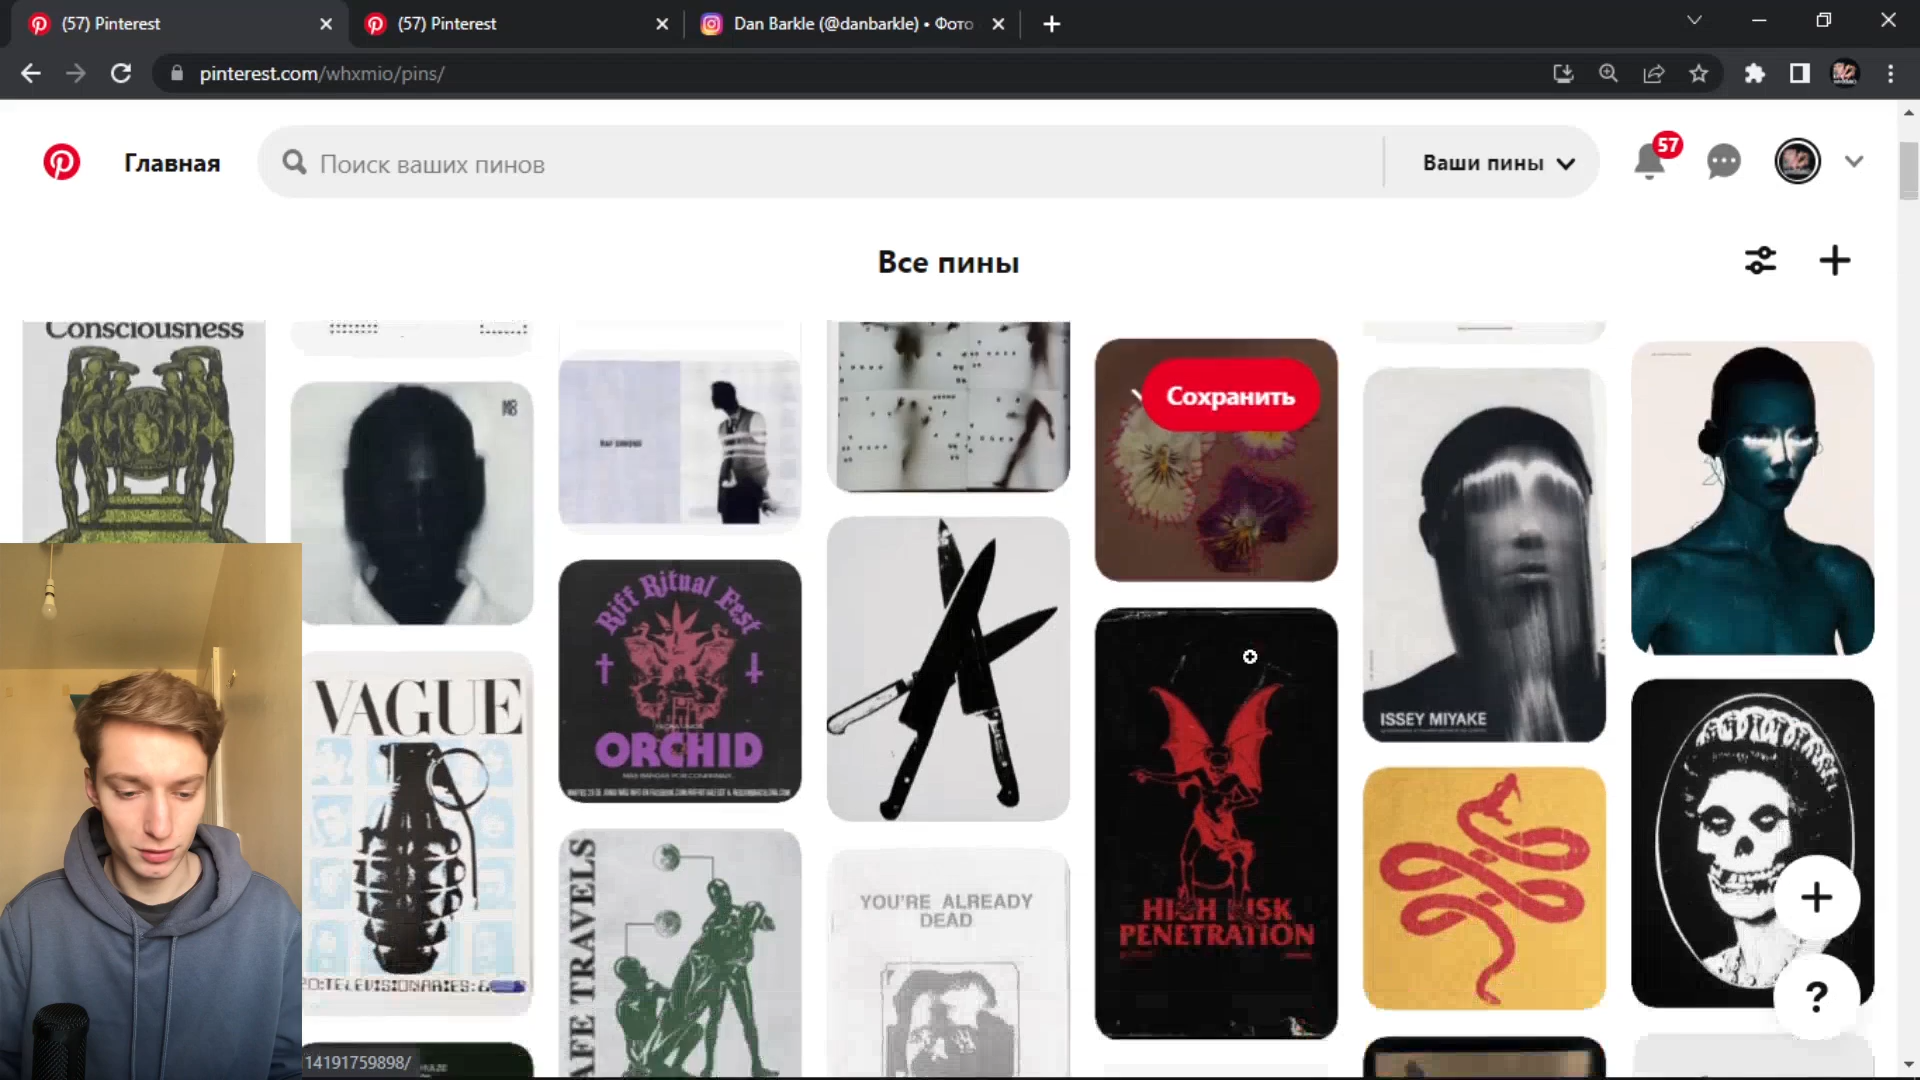 (57) Pinterest
(57) Pinterest
Dan Barkle (@danbarkle) • Фото
pinterest.com/whxmio/pins/
Главная
Поиск ваших пинов
Ваши пины
57
Все пины
Consciousness
Сохранить
Riff Ritual Fest
ORCHID
VAGUE
ISSEY MIYAKE
YOU'RE ALREADY
DEAD
AFE TRAVELS
HIGH RISK
PENETRATION
?
14191759898/